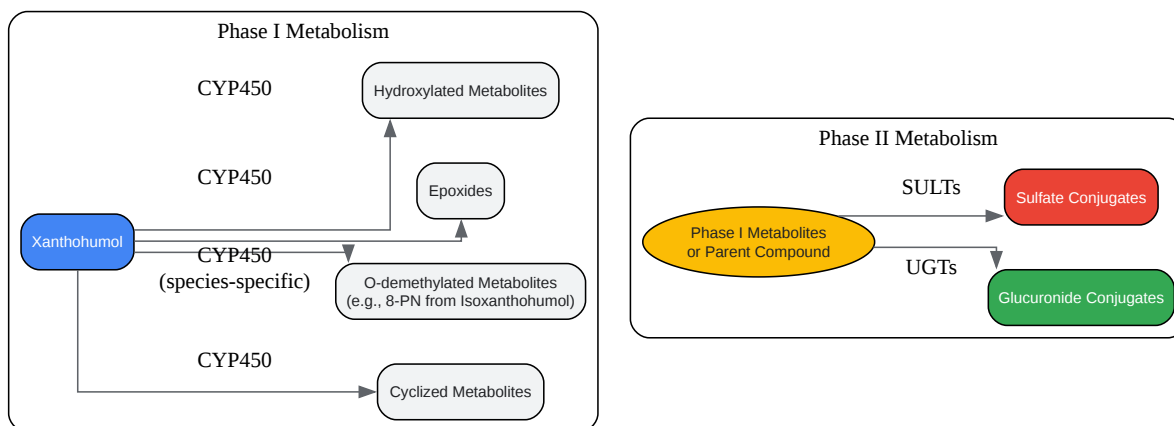 Phase I Metabolism
CYP450
Hydroxylated Metabolites
CYP450
Epoxides
Xanthohumol
CYP450
(species-specific)
O-demethylated Metabolites
(e.g., 8-PN from Isoxanthohumol)
CYP450
Cyclized Metabolites
Phase II Metabolism
SULTs
Sulfate Conjugates
Phase I Metabolites
or Parent Compound
UGTs
Glucuronide Conjugates